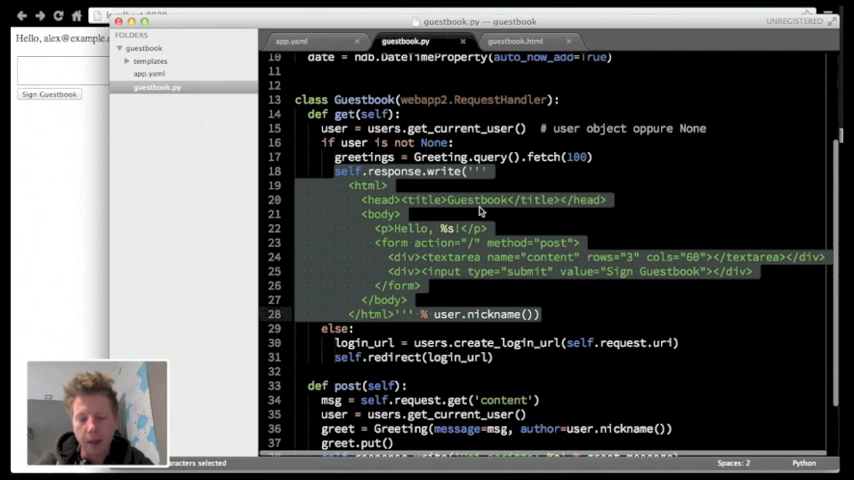 localhost:8080
guestbook.py — guestbook
UNREGISTERED
Hello, alex@example.
Sign Guestbook
FOLDERS
guestbook
templates
app.yaml
guestbook.py
app.yaml
guestbook.py
guestbook.html
10 date = ndb.DateTimeProperty(auto_now_add=True)
11
12
13 class Guestbook(webapp2.RequestHandler):
14 def get(self):
15 user = users.get_current_user() # user object oppure None
16 if user is not None:
17 greetings = Greeting.query().fetch(100)
18 self.response.write('''
19 <html>
20 <head><title>Guestbook</title></head>
21 <body>
22 <p>Hello, %s!</p>
23 <form action="/" method="post">
24 <div><textarea name="content" rows="3" cols="60"></textarea></div>
25 <div><input type="submit" value="Sign Guestbook"></div>
26 </form>
27 </body>
28 </html>''' % user.nickname())
29 else:
30 login_url = users.create_login_url(self.request.uri)
31 self.redirect(login_url)
32
33 def post(self):
34 msg = self.request.get('content')
35 user = users.get_current_user()
36 greet = Greeting(message=msg, author=user.nickname())
37 greet.put()
characters selected
Spaces: 2
Python